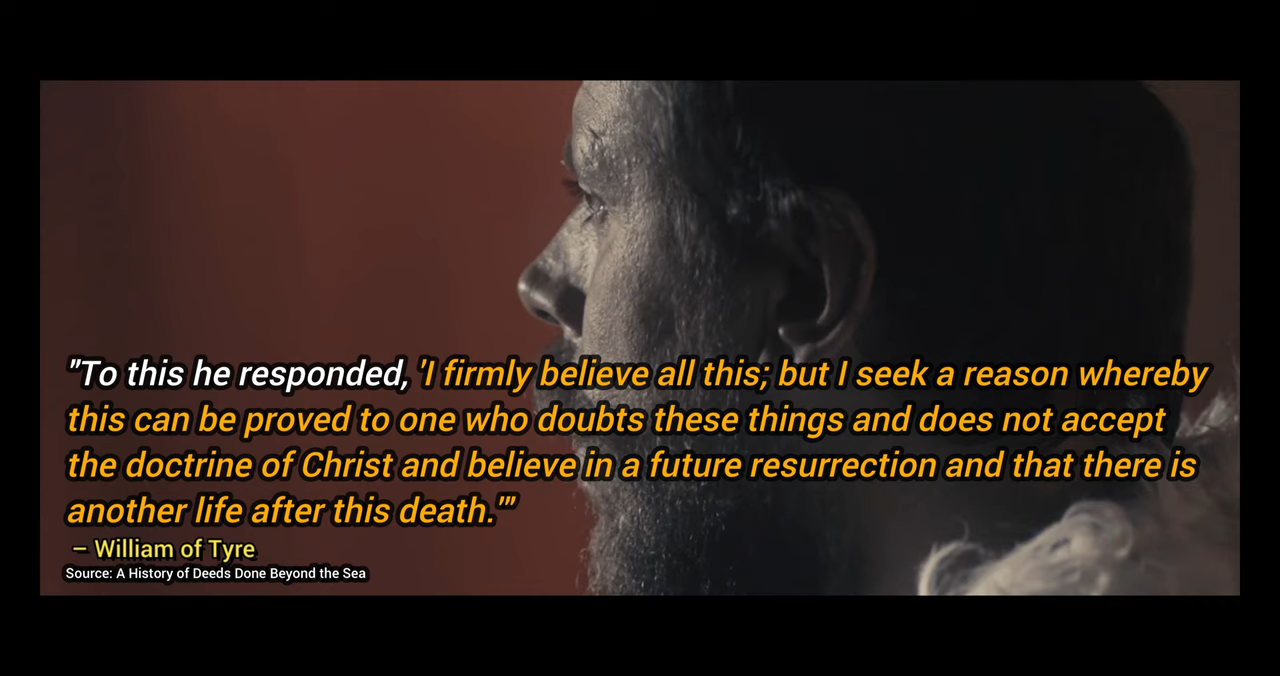 "To this he responded, 'I firmly believe all this; but I seek a reason whereby
this can be proved to one who doubts these things and does not accept
the doctrine of Christ and believe in a future resurrection and that there is
another life after this death.'"
– William of Tyre
Source: A History of Deeds Done Beyond the Sea